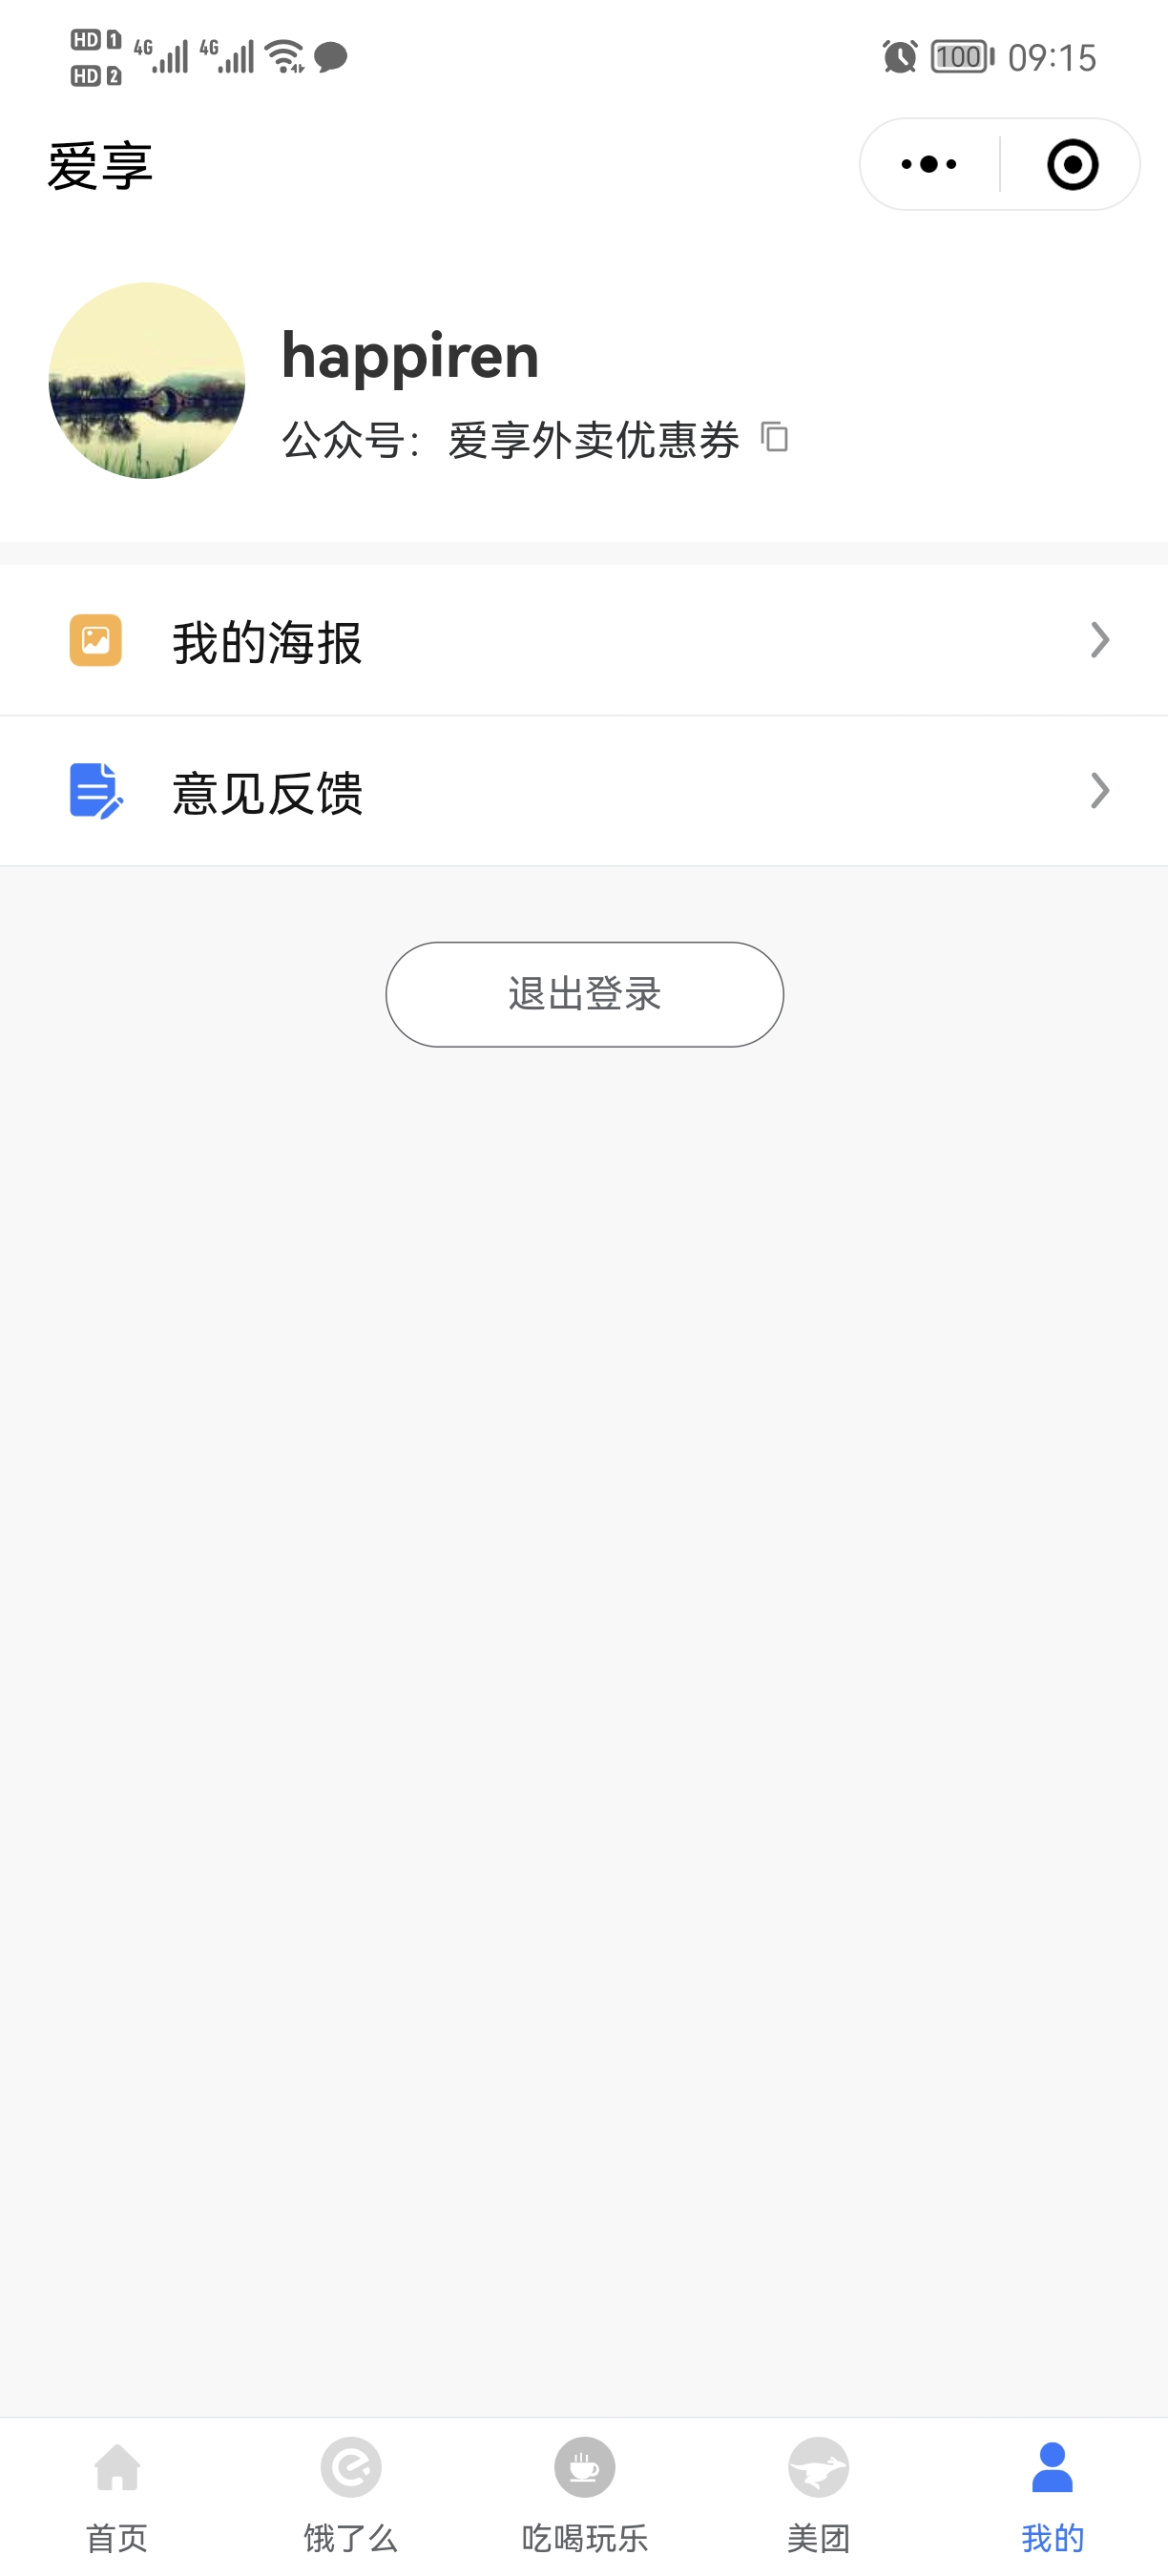 HD 1 4G 4G 100 09:15
HD 2
爱享
happiren
公众号：爱享外卖优惠券
我的海报
意见反馈
退出登录
首页 饿了么 吃喝玩乐 美团 我的